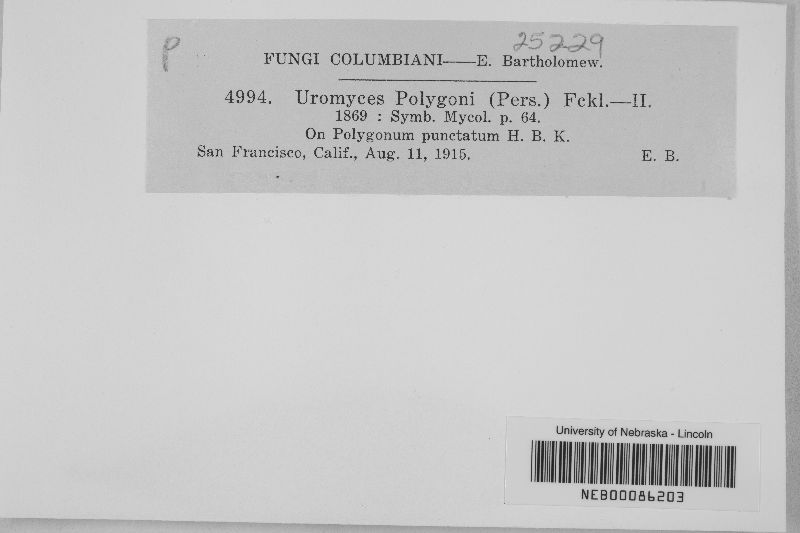 P
25229
FUNGI COLUMBIANI——E. Bartholomew.
4994. Uromyces Polygoni (Pers.) Fckl.—II.
1869 : Symb. Mycol. p. 64.
On Polygonum punctatum H. B. K.
San Francisco, Calif., Aug. 11, 1915. E. B.
University of Nebraska - Lincoln
NEB00086203